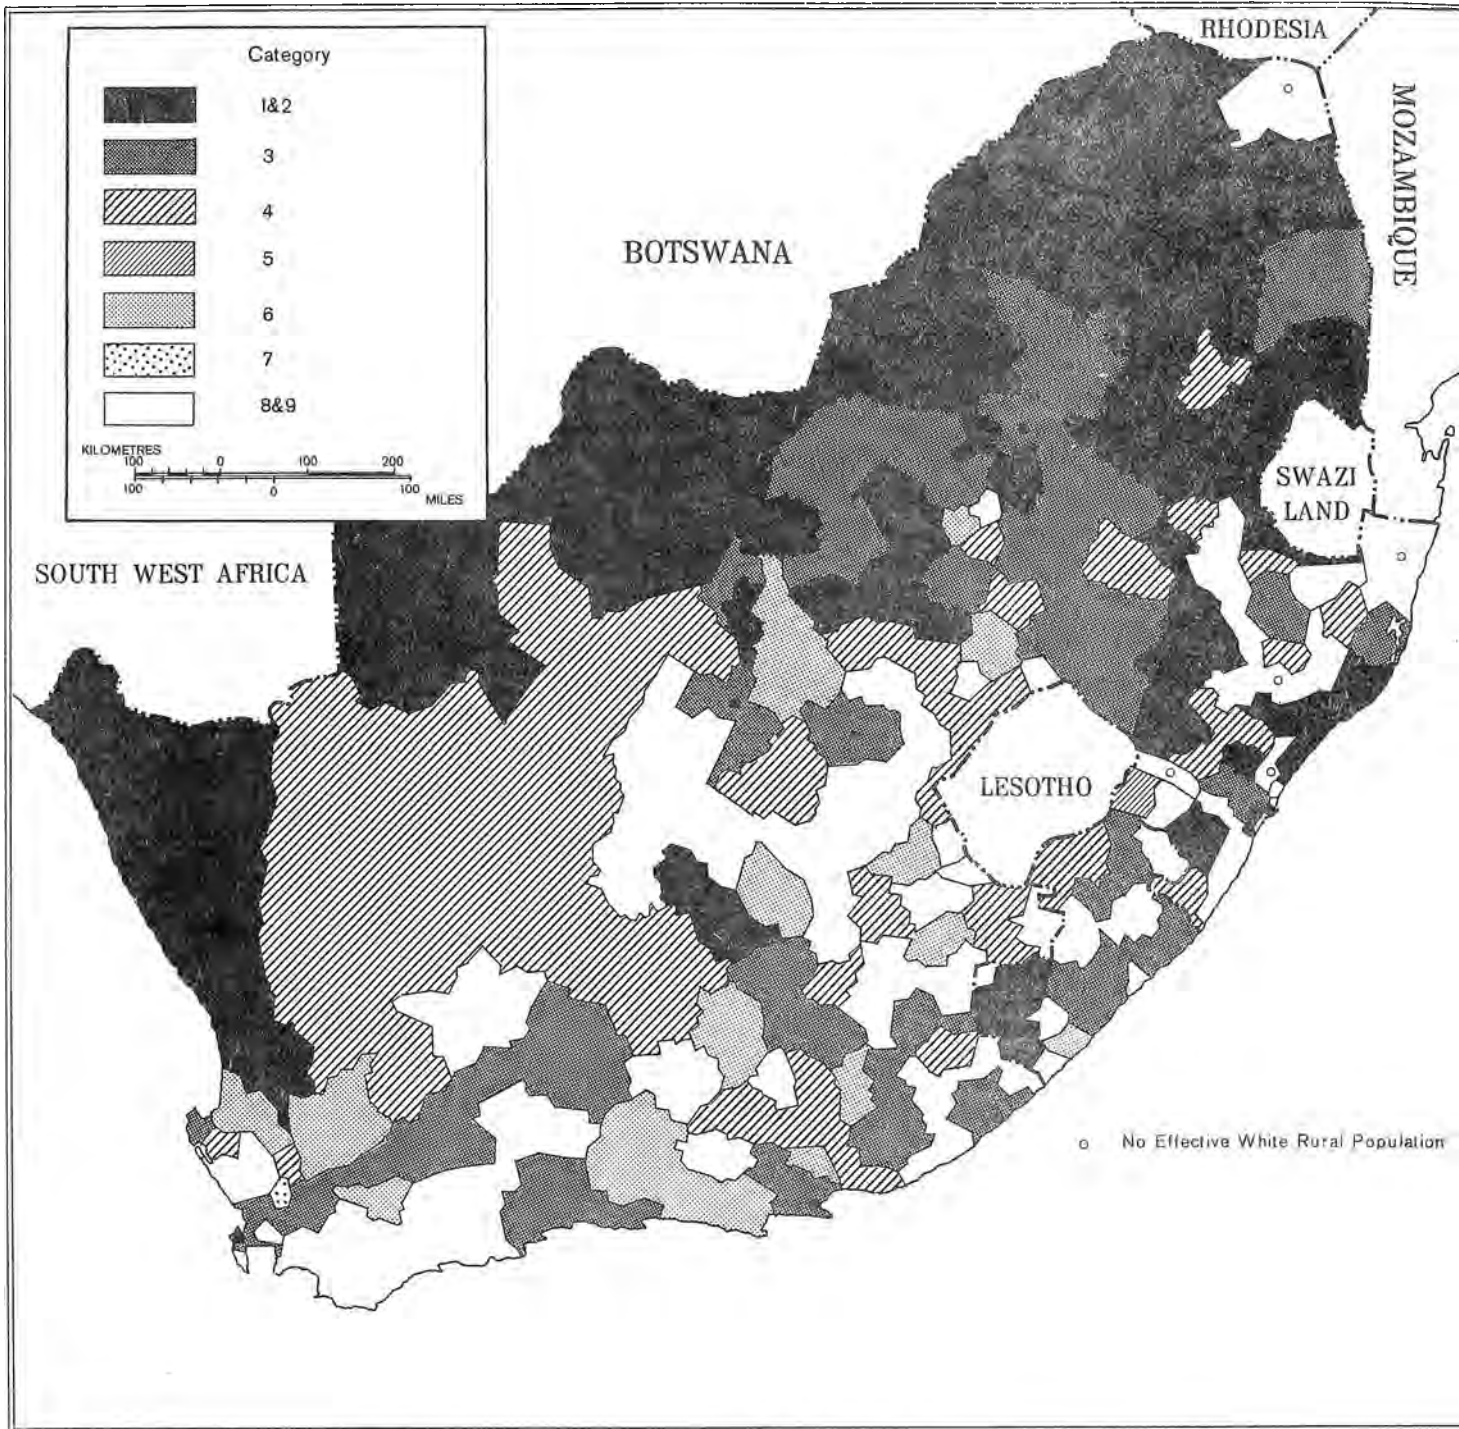 Category
1&2
3
4
5
6
7
8&9
KILOMETRES
100 0 100 200
100 0 100
MILES
RHODESIA
MOZAMBIQUE
BOTSWANA
SWAZI
LAND
SOUTH WEST AFRICA
LESOTHO
o No Effective White Rural Population